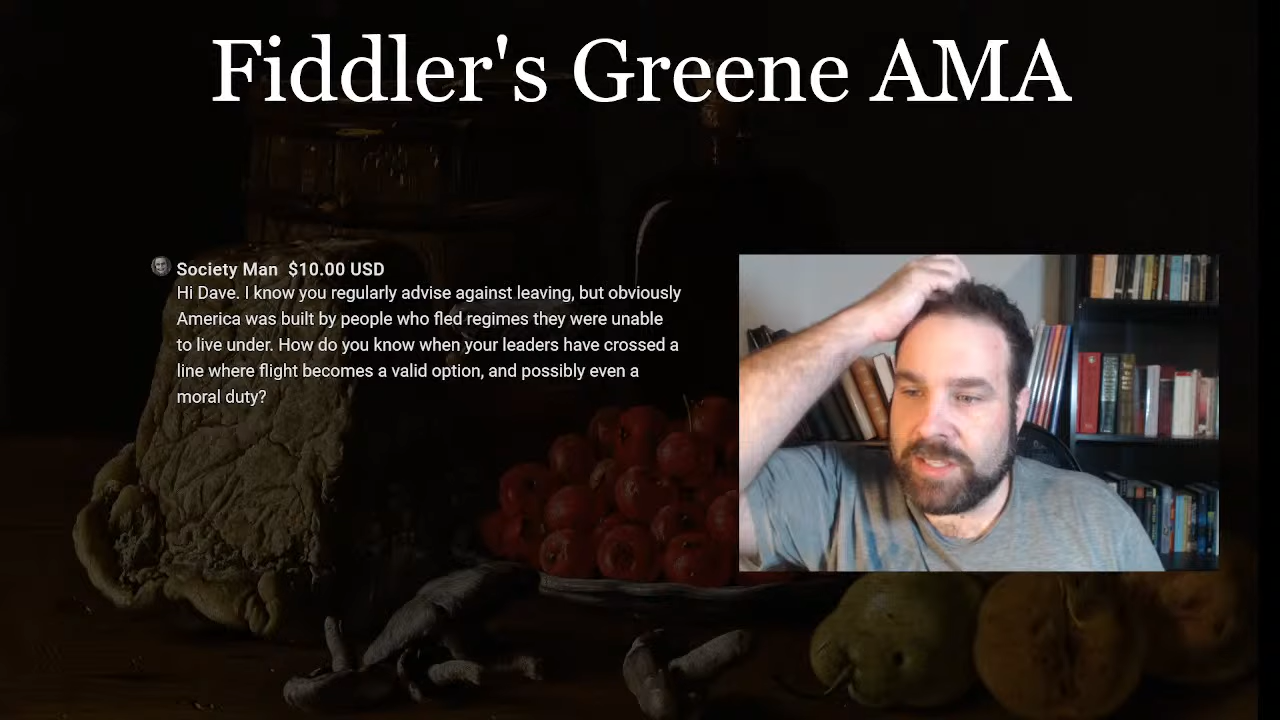 Fiddler's Greene AMA
Society Man $10.00 USD
Hi Dave. I know you regularly advise against leaving, but obviously
America was built by people who fled regimes they were unable
to live under. How do you know when your leaders have crossed a
line where flight becomes a valid option, and possibly even a
moral duty?